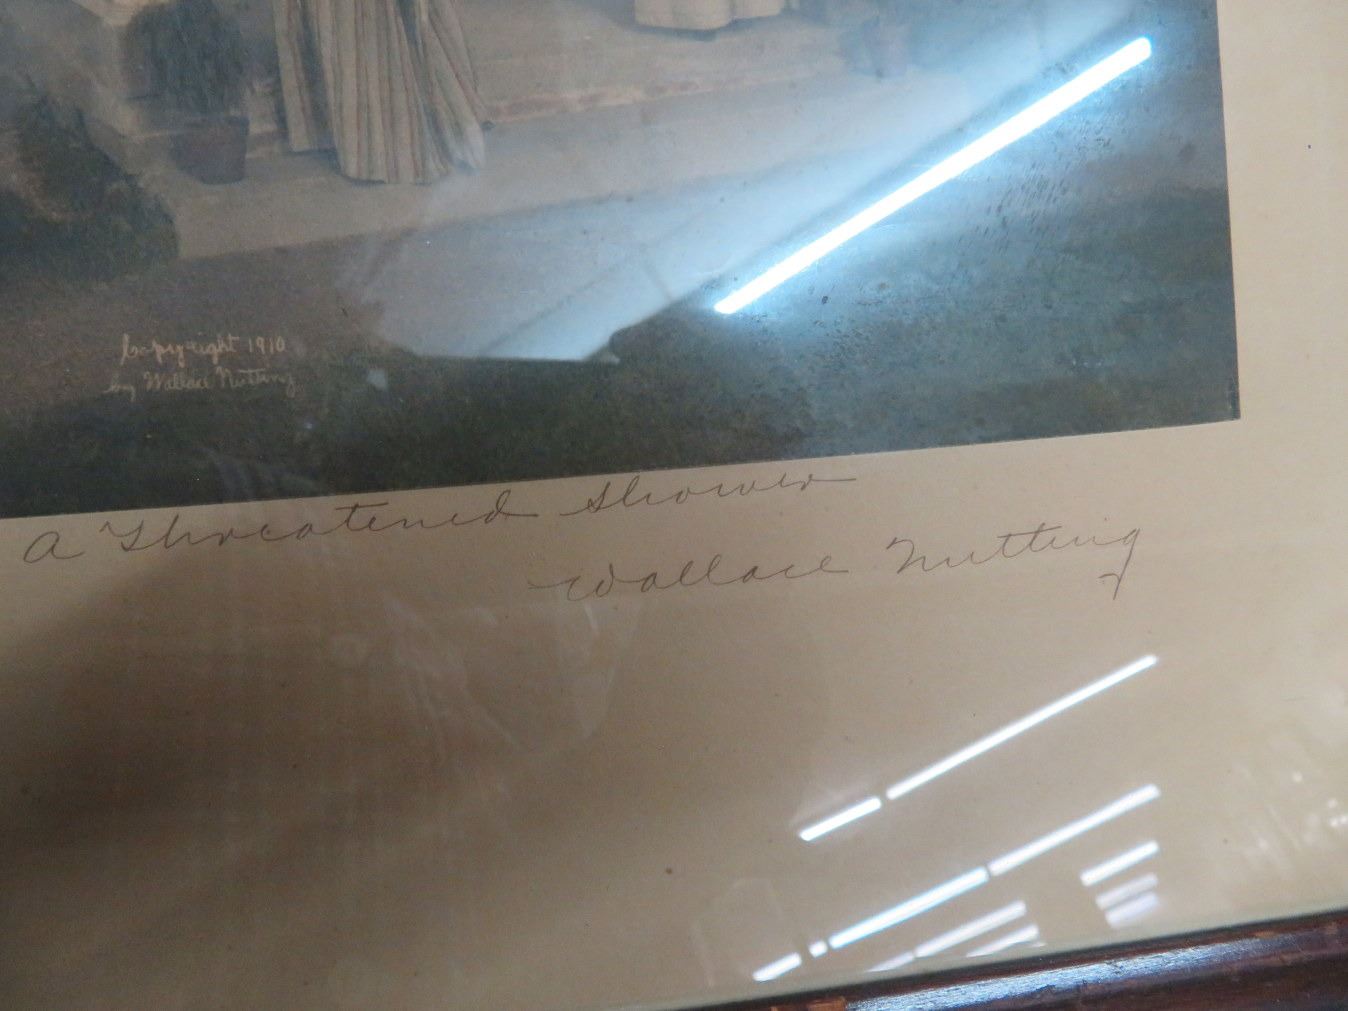 Copyright 1910
by Wallace Nutting
A Threatened Shower
Wallace Nutting